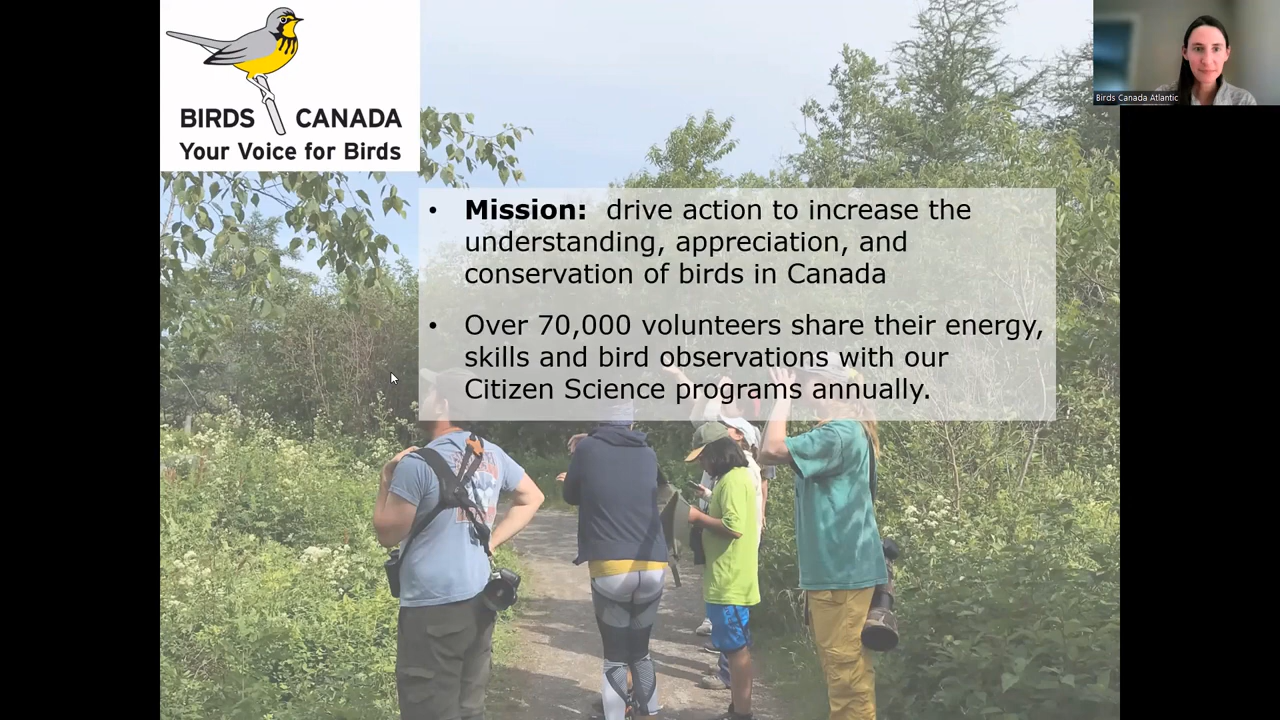 BIRDS CANADA
Your Voice for Birds
Birds Canada Atlantic
• Mission: drive action to increase the
understanding, appreciation, and
conservation of birds in Canada
• Over 70,000 volunteers share their energy,
skills and bird observations with our
Citizen Science programs annually.